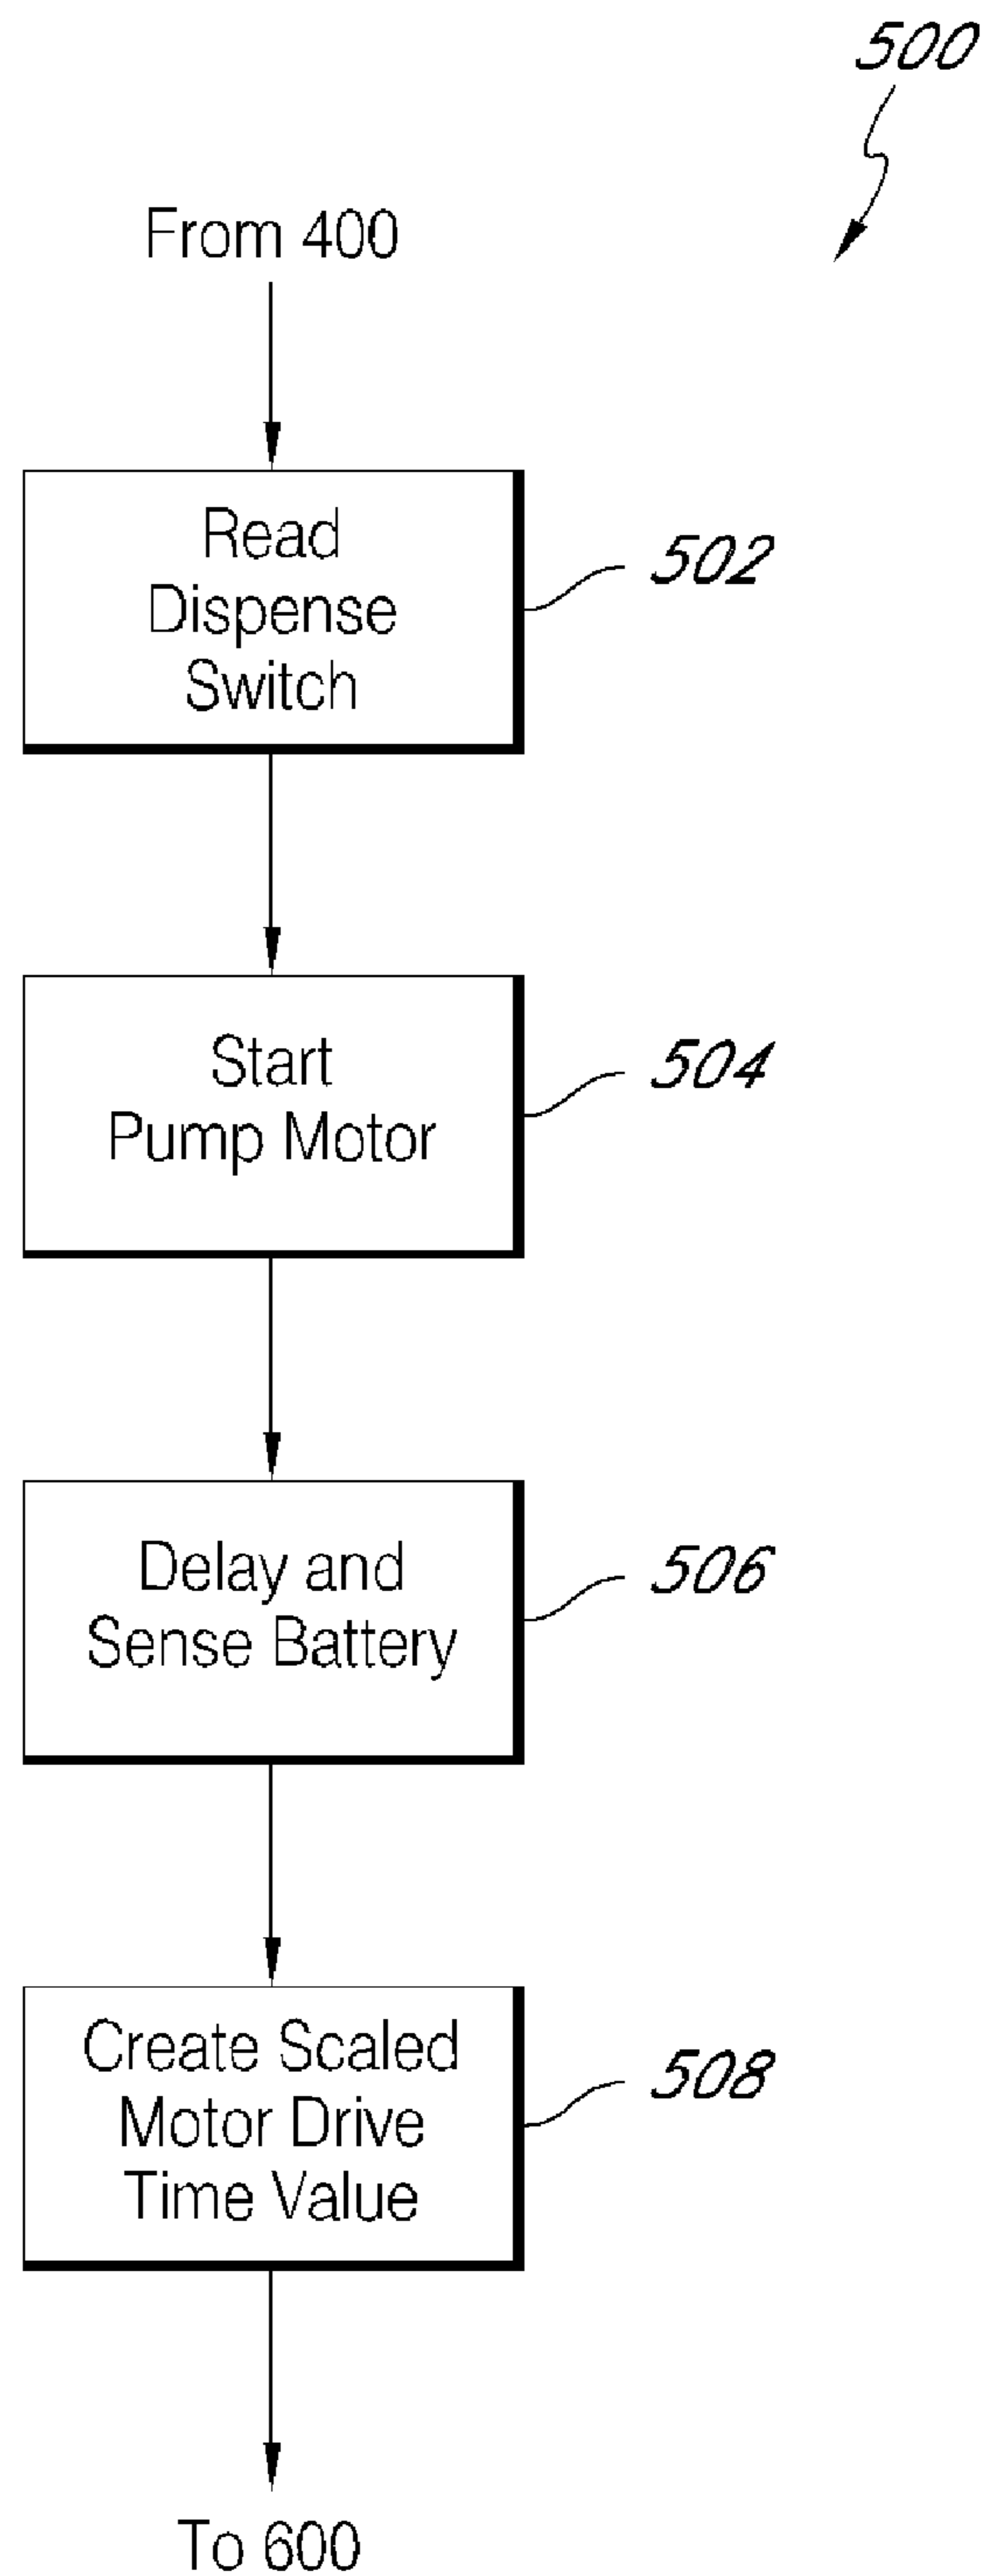 500
From 400
Read
Dispense
Switch
502
Start
Pump Motor
504
Delay and
Sense Battery
506
Create Scaled
Motor Drive
Time Value
508
To 600